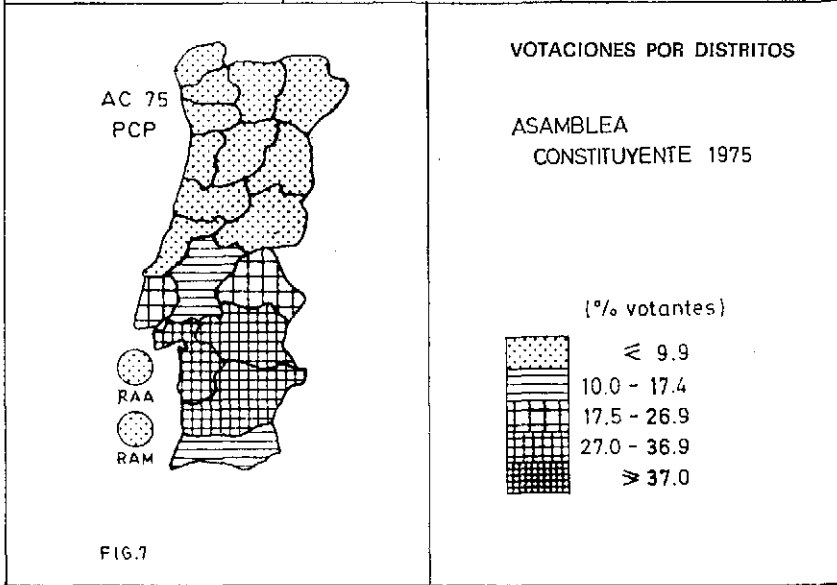 AC 75
PCP
RAA
RAM
FIG.7
VOTACIONES POR DISTRITOS
ASAMBLEA
CONSTITUYENTE 1975
(% votantes)
⩽ 9.9
10.0 - 17.4
17.5 - 26.9
27.0 - 36.9
⩾ 37.0